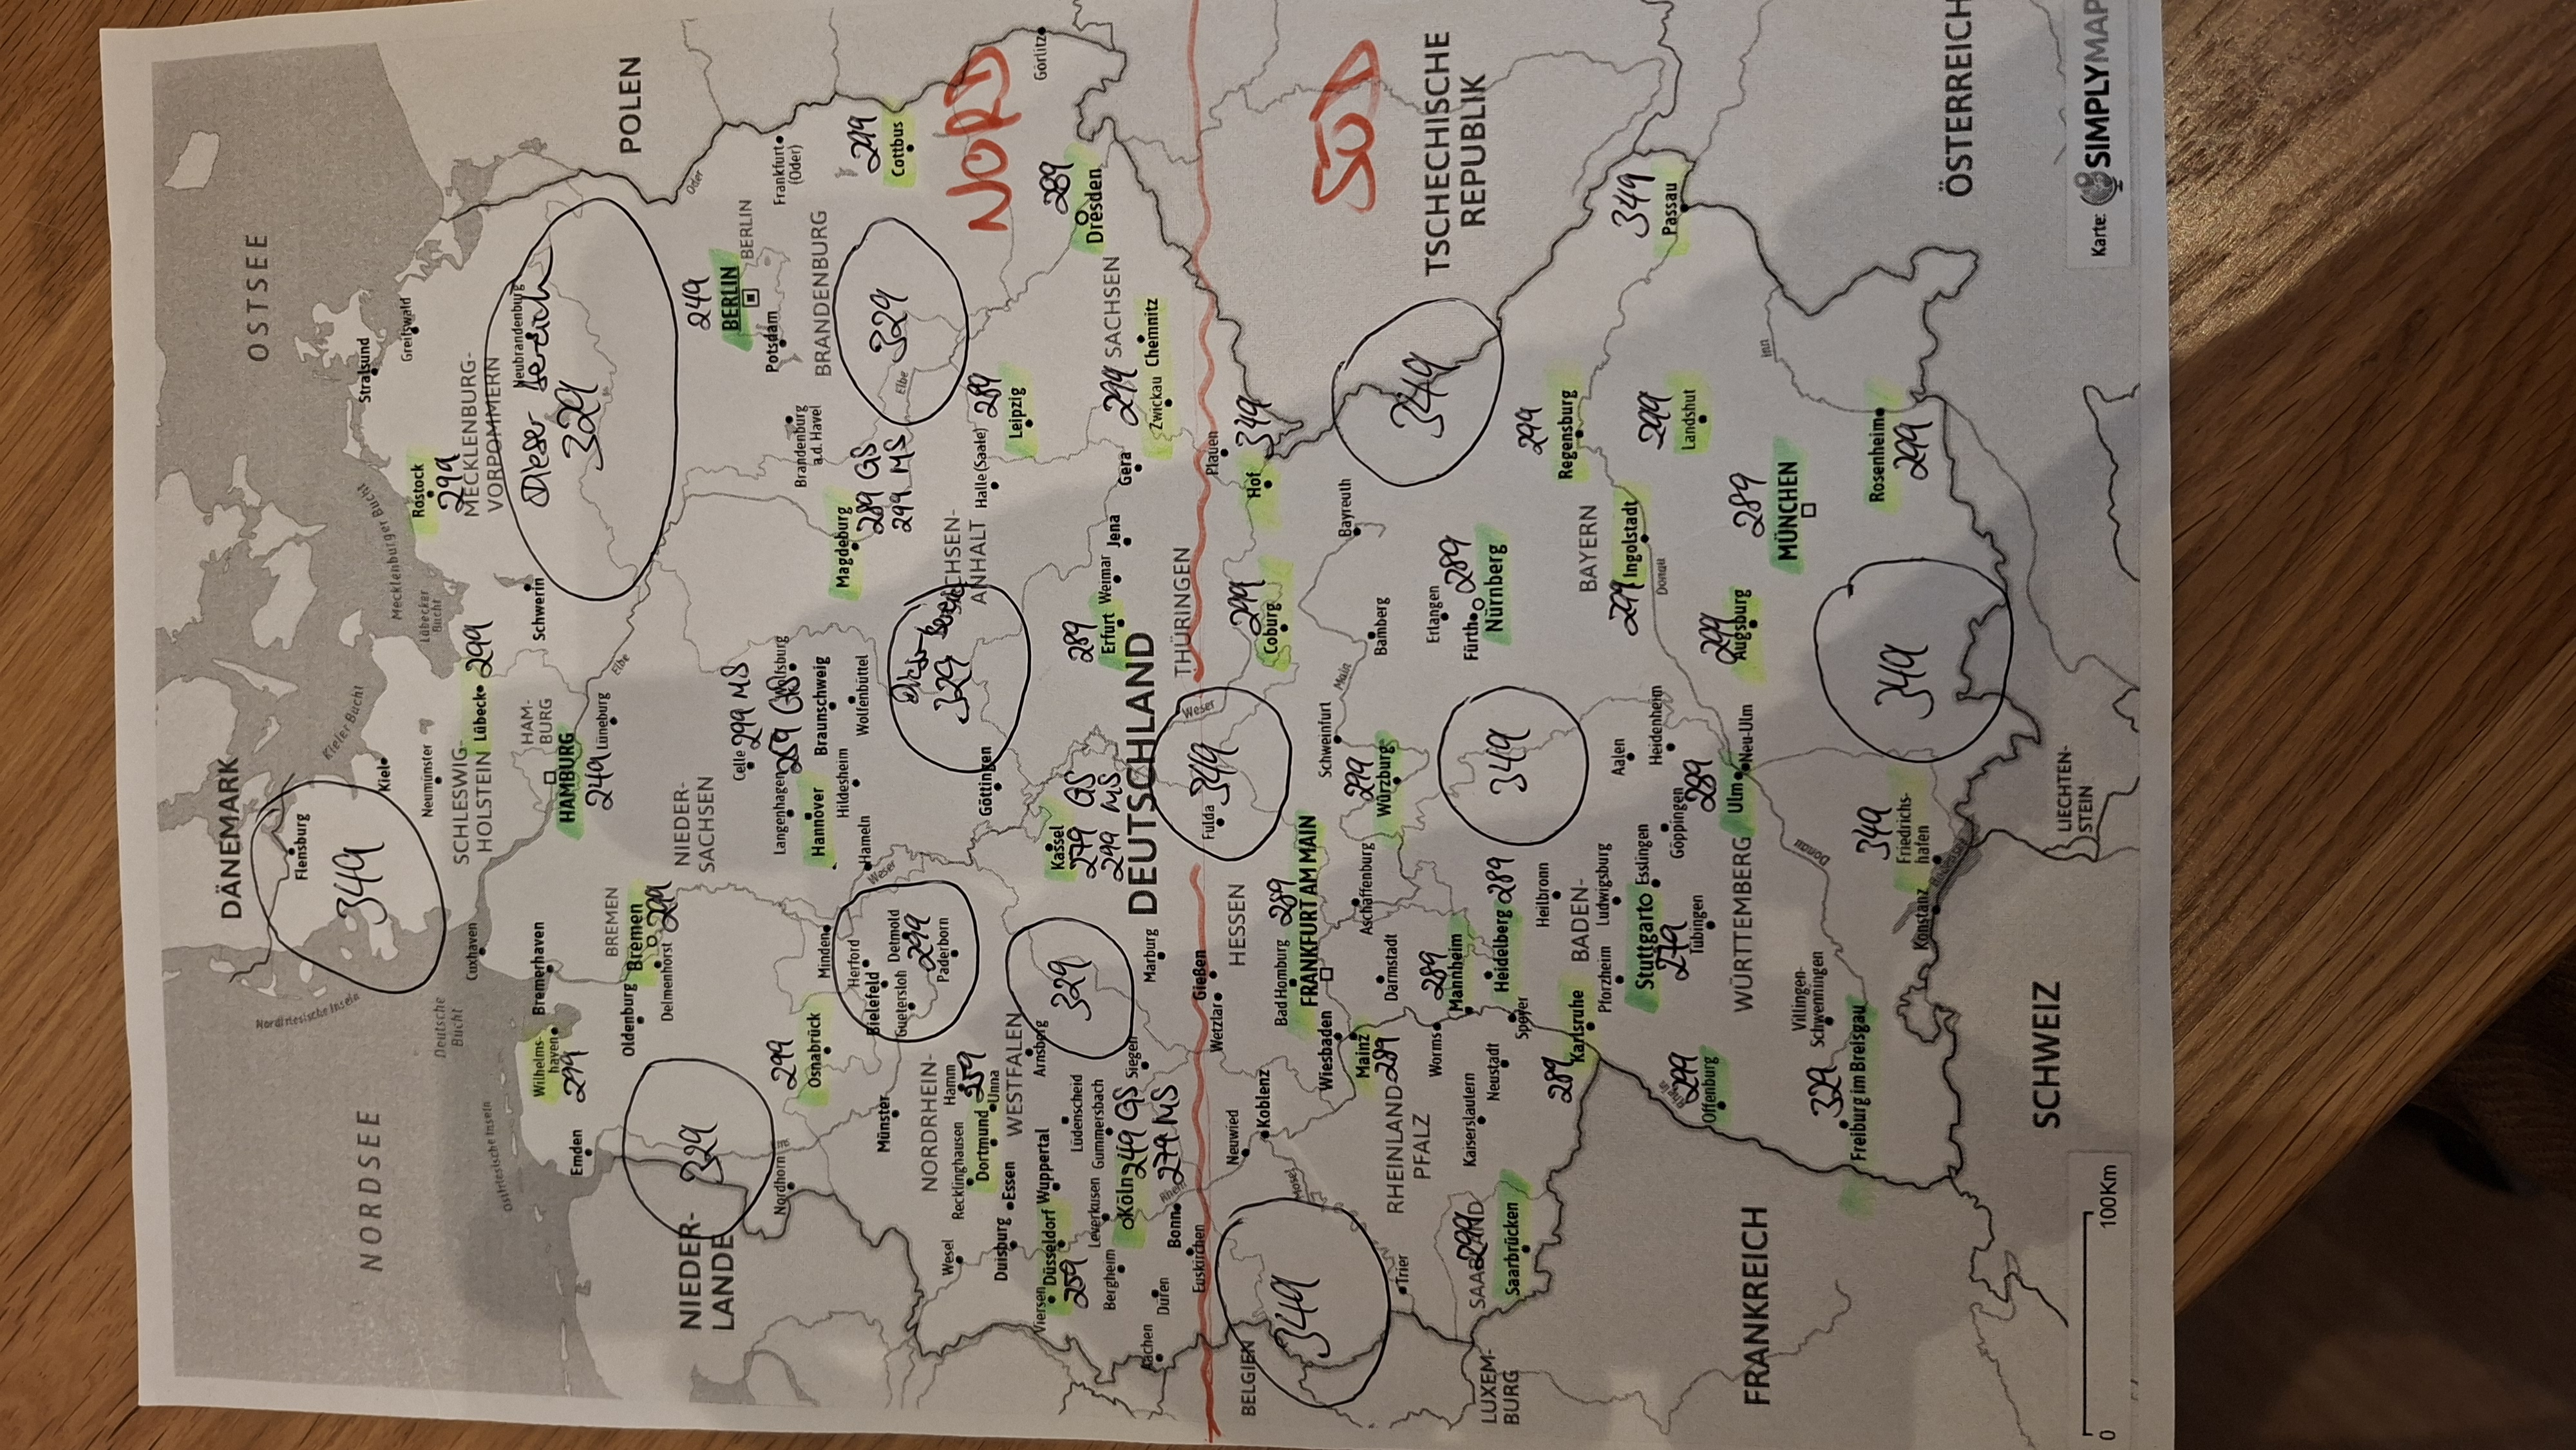 DÄNEMARK
OSTSEE
Nordfriesische Inseln
Flensburg
349
NORDSEE
Kieler Bucht
Kiel
Stralsund
Mecklenburger Bucht
Greifswald
Rostock
299
Neumünster
Lübecker
Bucht
Deutsche
Bucht
Cuxhaven
SCHLESWIG-
HOLSTEIN
Lübeck 299
MECKLENBURG-
VORPOMMERN
Ostfriesische Inseln
Neubrandenburg
Dieser Bereich
329
Wilhelms-
haven
299
Bremerhaven
HAM-
BURG
Schwerin
HAMBURG
249
Lüneburg
Elbe
Emden
BREMEN
Oldenburg
Bremen
299
Delmenhorst
POLEN
NIEDER-
LANDE
329
NIEDER-
SACHSEN
Oder
249
BERLIN
BERLIN
Potsdam
Celle 299 MS
Langenhagen
259 GS
Wolfsburg
Nordhorn
Ems
299
Osnabrück
Frankfurt
(Oder)
Brandenburg
a.d. Havel
BRANDENBURG
Minden
Hannover
Braunschweig
Hildesheim
Wolfenbüttel
Magdeburg
289 GS
299 MS
329
Elbe
299
Cottbus
Herford
Bielefeld
Guetersloh
Detmold
299
Paderborn
Hameln
Weser
Münster
Dieser Bereich
329
SACHSEN-
ANHALT
NORDRHEIN-
WESTFALEN
Wesel
Recklinghausen
Hamm
259
Dortmund
Unna
Göttingen
Halle (Saale)
289
Leipzig
NORD
Duisburg
Essen
Arnsberg
329
Kassel
279 GS
299 MS
Görlitz
289
Dresden
Viersen
Düsseldorf
259
Wuppertal
Lüdenscheid
289
Erfurt
Weimar
Jena
Leverkusen
Gummersbach
Bergheim
Köln 249 GS
279 MS
Siegen
Gera
299
SACHSEN
Zwickau
Chemnitz
Aachen
Düren
Bonn
Rhein
Marburg
DEUTSCHLAND
THÜRINGEN
Euskirchen
Gießen
Wetzlar
Fulda
349
Weser
Plauen
BELGIEN
349
Neuwied
Koblenz
HESSEN
299
Coburg
Hof
349
Mosel
Bad Homburg
289
FRANKFURT AM MAIN
Wiesbaden
Schweinfurt
Main
Bayreuth
SÜD
Mainz
289
Aschaffenburg
299
Würzburg
Bamberg
349
Trier
RHEINLAND
PFALZ
Darmstadt
Worms
289
Mannheim
Erlangen
Fürth
289
Nürnberg
TSCHECHISCHE
REPUBLIK
LUXEM-
BURG
SAARLAND
299
Saarbrücken
Kaiserslautern
Neustadt
Heidelberg 289
349
Speyer
Heilbronn
299
Regensburg
289
Karlsruhe
BADEN-
WÜRTTEMBERG
BAYERN
Pforzheim
Ludwigsburg
Aalen
299
Ingolstadt
Donau
349
Passau
Stuttgart
279
Esslingen
Heidenheim
Göppingen
299
Landshut
Rhein
299
Offenburg
Tübingen
289
Ulm
Neu-Ulm
299
Augsburg
289
MÜNCHEN
FRANKREICH
Inn
Villingen-
Schwenningen
Donau
329
Freiburg im Breisgau
349
Friedrichs-
hafen
Konstanz
Bodensee
349
Rosenheim
299
ÖSTERREICH
SCHWEIZ
LIECHTEN-
STEIN
0
100Km
Karte: SIMPLYMAP